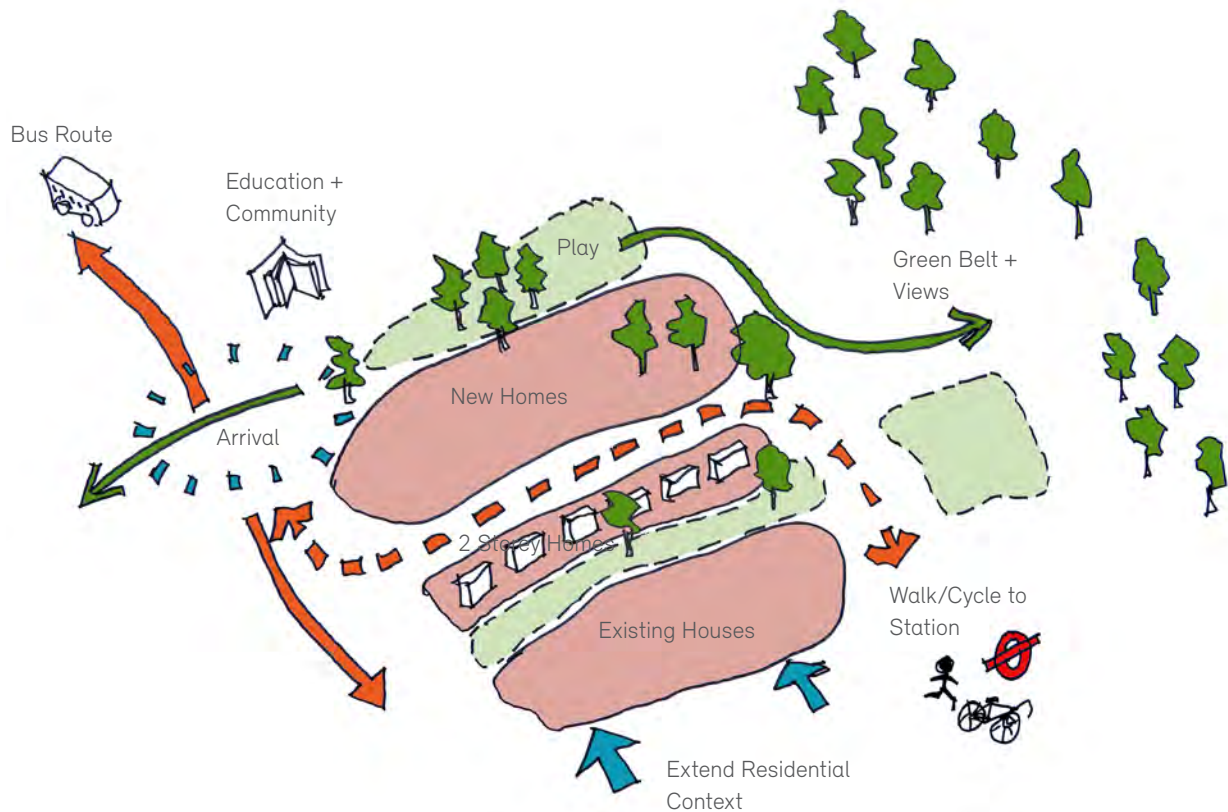 Bus Route
Education +
Community
Play
Green Belt +
Views
New Homes
Arrival
2 Storey Homes
Existing Houses
Walk/Cycle to
Station
Extend Residential
Context